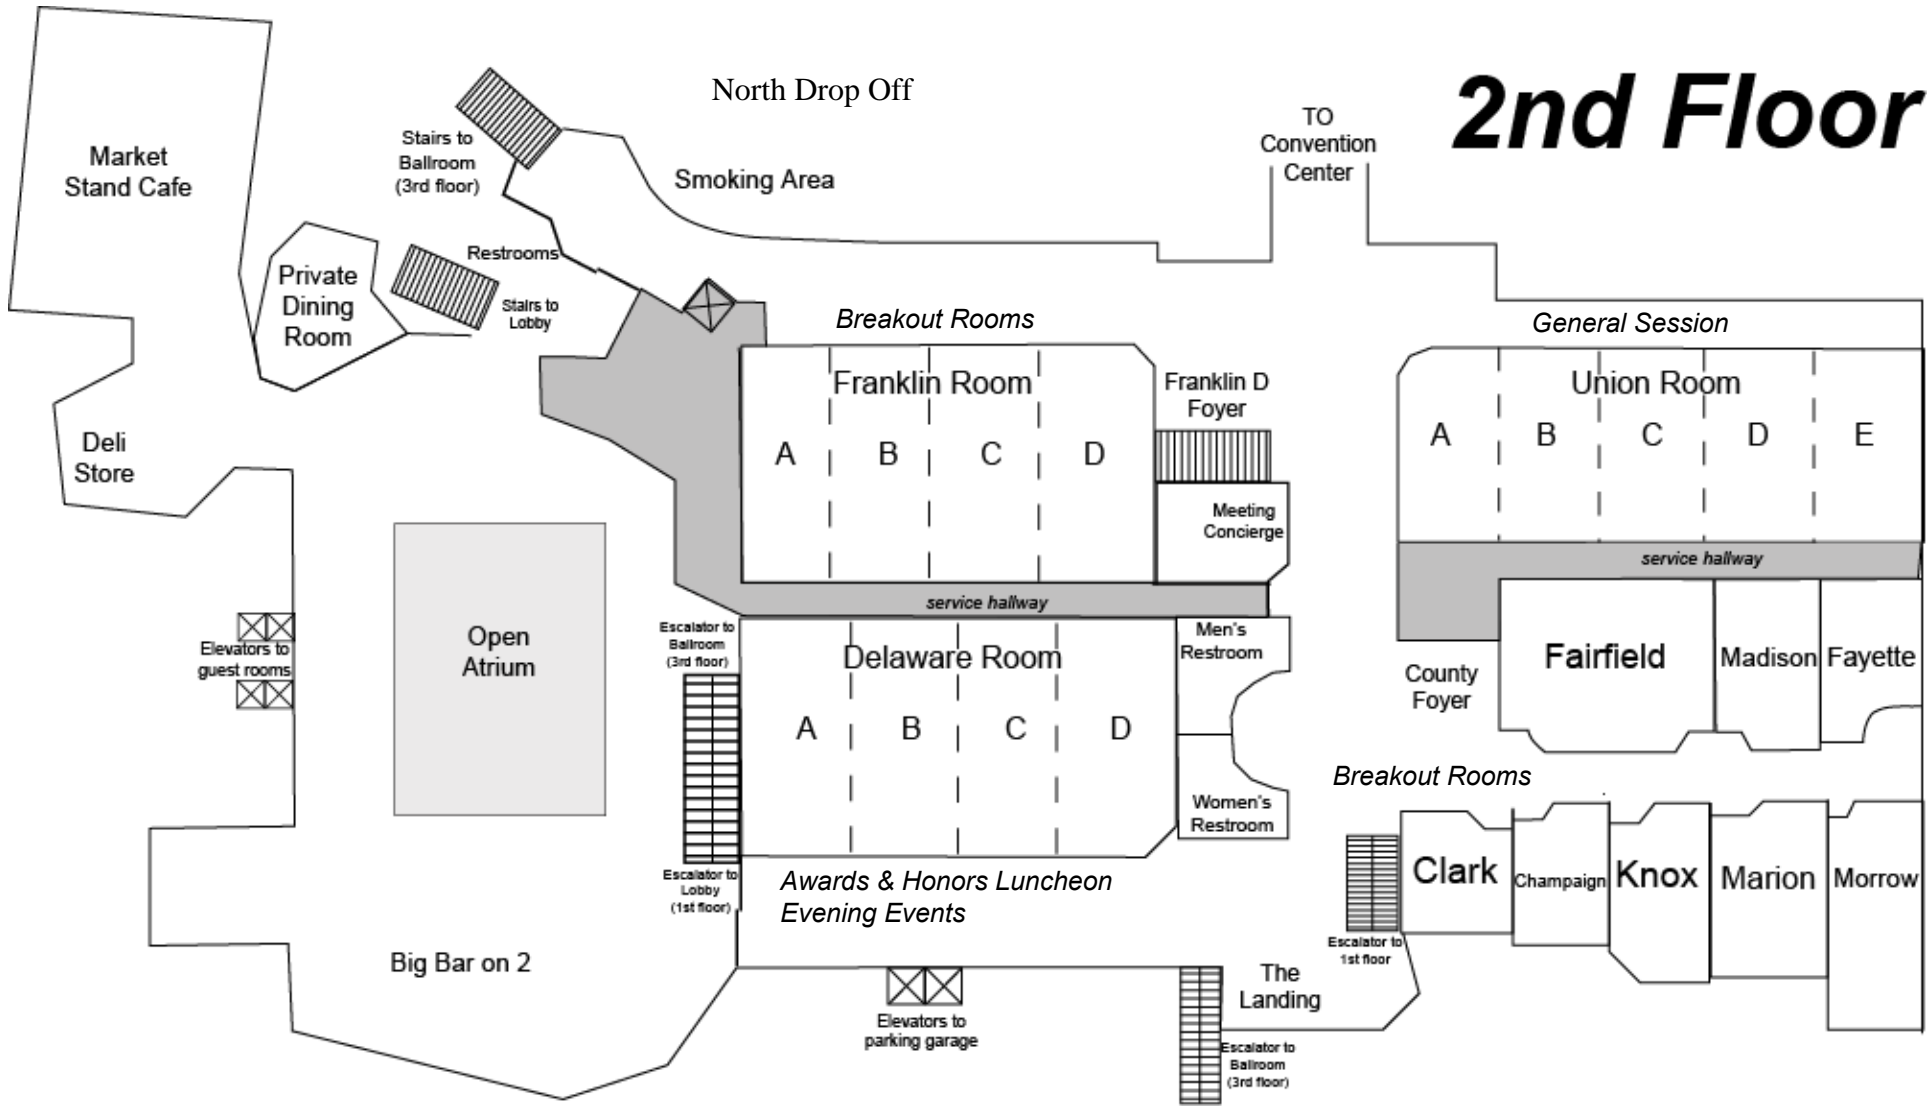 North Drop Off
2nd Floor
TO
Convention
Center
Market
Stand Cafe
Stairs to
Ballroom
(3rd floor)
Smoking Area
Restrooms
Private
Dining
Room
Stairs to
Lobby
Breakout Rooms
General Session
Franklin Room
A
B
C
D
Franklin D
Foyer
Meeting
Concierge
Union Room
A
B
C
D
E
Deli
Store
service hallway
service hallway
Open
Atrium
Elevators to
guest rooms
Escalator to
Ballroom
(3rd floor)
Delaware Room
A
B
C
D
Men's
Restroom
Women's
Restroom
County
Foyer
Fairfield
Madison
Fayette
Breakout Rooms
Clark
Champaign
Knox
Marion
Morrow
Escalator to
Lobby
(1st floor)
Awards & Honors Luncheon
Evening Events
Escalator to
1st floor
Big Bar on 2
The
Landing
Elevators to
parking garage
Escalator to
Ballroom
(3rd floor)